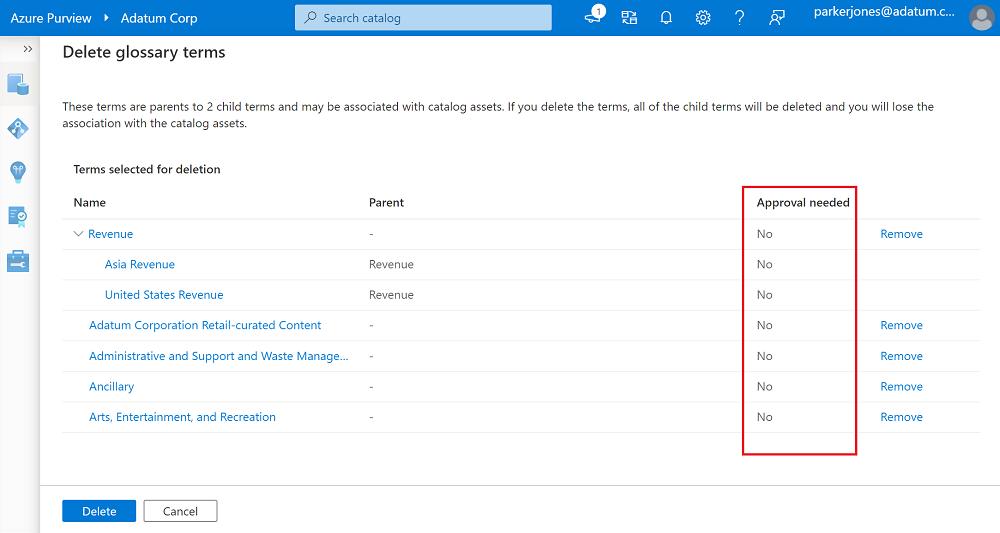 Azure Purview Adatum Corp Search catalog 1 ? parkerjones@adatum.c...
Delete glossary terms
These terms are parents to 2 child terms and may be associated with catalog assets. If you delete the terms, all of the child terms will be deleted and you will lose the
association with the catalog assets.
Terms selected for deletion
Name Parent Approval needed
Revenue - No Remove
Asia Revenue Revenue No
United States Revenue Revenue No
Adatum Corporation Retail-curated Content - No Remove
Administrative and Support and Waste Manage... - No Remove
Ancillary - No Remove
Arts, Entertainment, and Recreation - No Remove
Delete Cancel